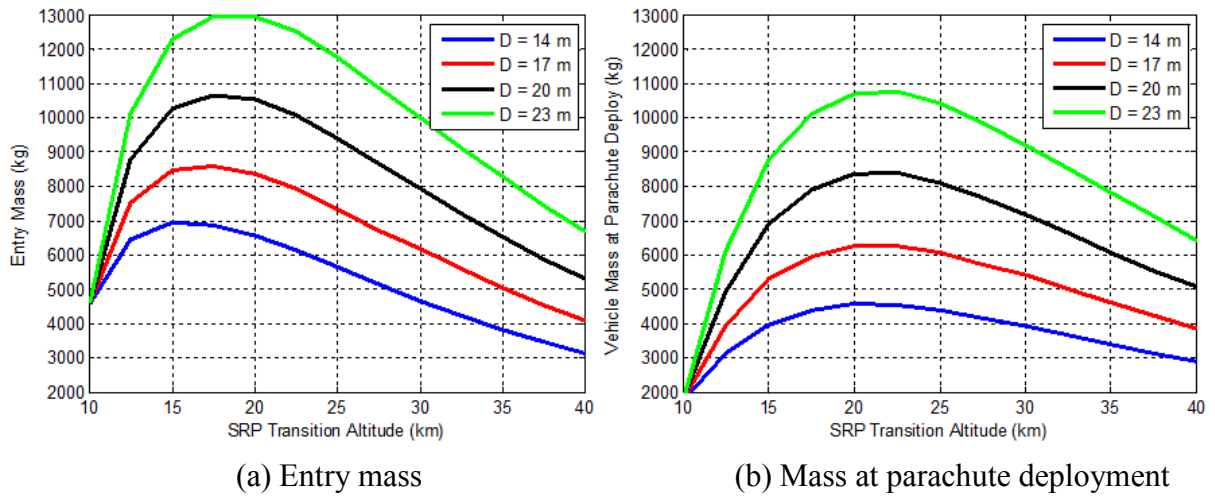 13000
12000
11000
10000
9000
8000
7000
6000
5000
4000
3000
2000
Entry Mass (kg)
D = 14 m
D = 17 m
D = 20 m
D = 23 m
10 15 20 25 30 35 40
SRP Transition Altitude (km)
(a) Entry mass
13000
12000
11000
10000
9000
8000
7000
6000
5000
4000
3000
2000
Vehicle Mass at Parachute Deploy (kg)
D = 14 m
D = 17 m
D = 20 m
D = 23 m
10 15 20 25 30 35 40
SRP Transition Altitude (km)
(b) Mass at parachute deployment